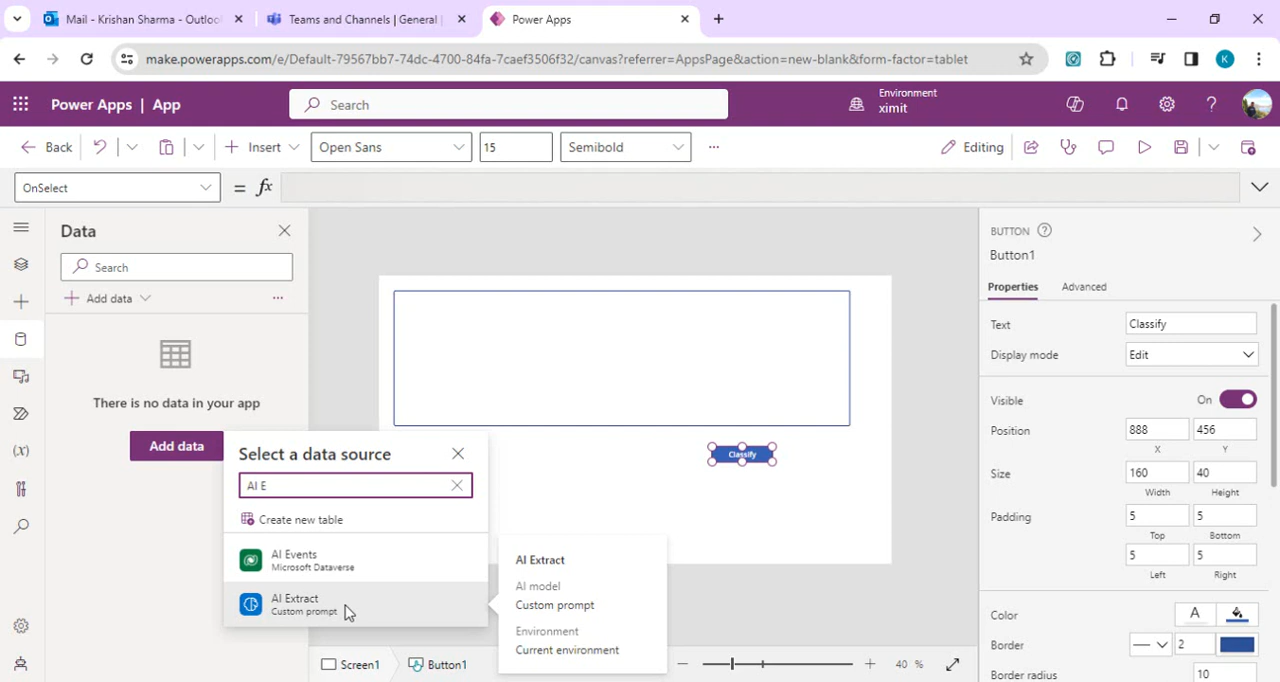 Mail - Krishan Sharma - Outlo
Teams and Channels | General |
Power Apps
make.powerapps.com/e/Default-79567bb7-74dc-4700-84fa-7caef3506f32/canvas?referrer=AppsPage&action=new-blank&form-factor=tablet
K
Power Apps | App
Search
Environment
ximit
Back
Insert
Open Sans
15
Semibold
Editing
OnSelect
= fx
Data
Search
Add data
There is no data in your app
Add data
Select a data source
AI E
Create new table
AI Events
Microsoft Dataverse
AI Extract
Custom prompt
AI Extract
AI model
Custom prompt
Environment
Current environment
Classify
Screen1
Button1
40 %
BUTTON
Button1
Properties
Advanced
Text
Classify
Display mode
Edit
Visible
On
Position
888
456
X
Y
Size
160
40
Width
Height
Padding
5
5
Top
Bottom
5
5
Left
Right
Color
A
Border
2
Border radius
10